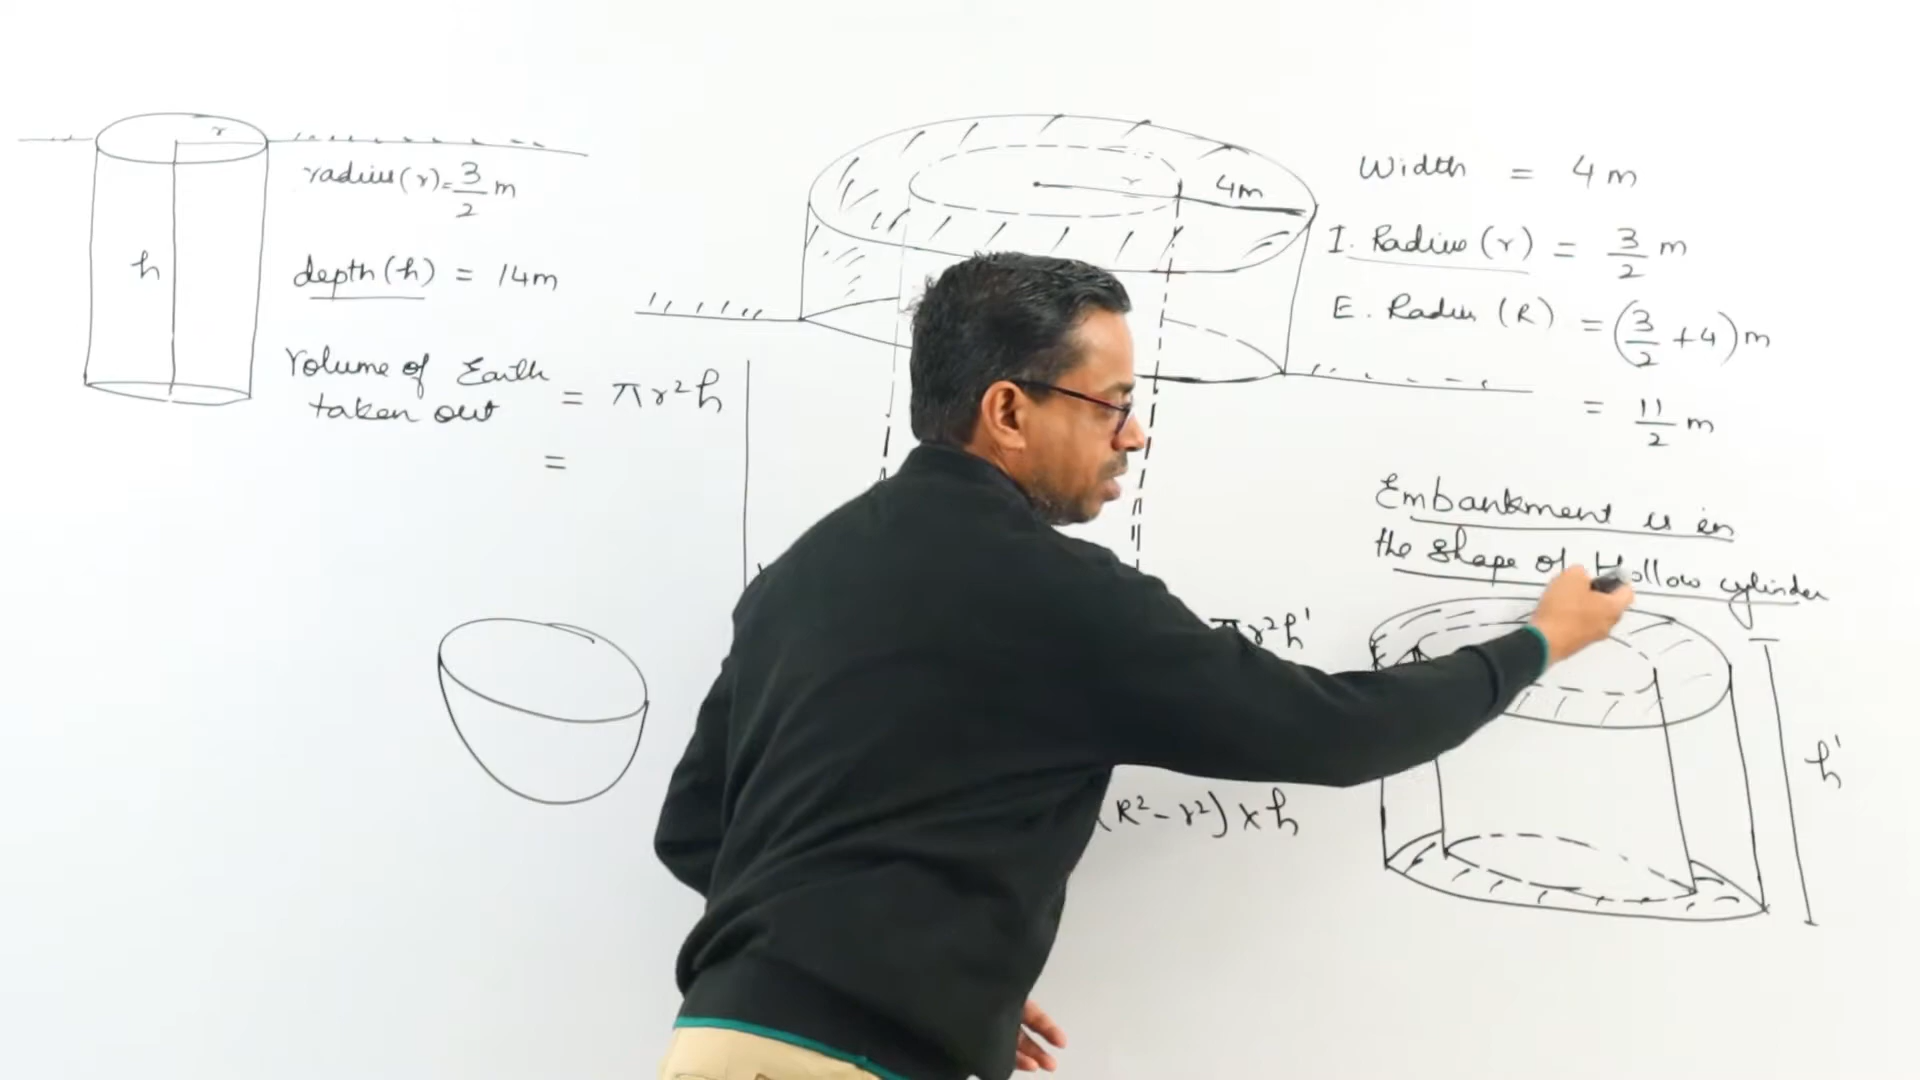 r
radius (r) = 3/2 m
h
depth (h) = 14 m
Volume of Earth
taken out
= πr²h
=
r
4m
Width = 4 m
I. Radius (r) = 3/2 m
E. Radius (R) = (3/2 + 4) m
= 11/2 m
Embankment is in
the shape of Hollow cylinder
πr²h'
(R² - r²) x h
h'